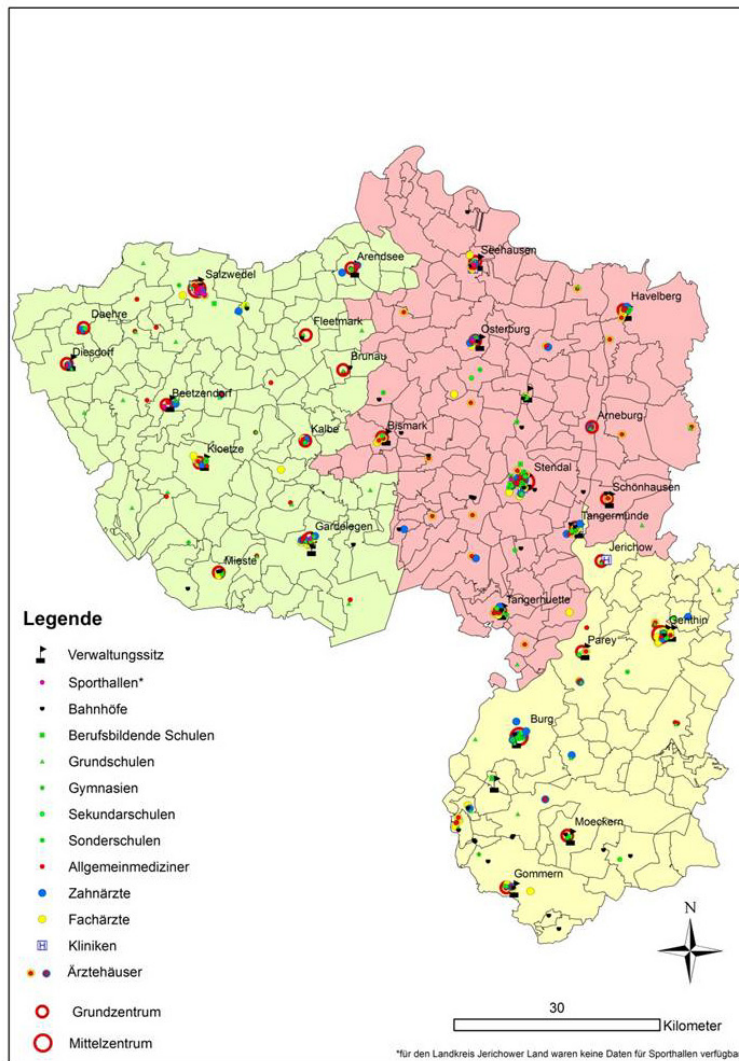 Seehausen
Arendsee
Salzwedel
Havelberg
Daehre
Fleetmark
Osterburg
Diesdorf
Brunau
Beetzendorf
Arneburg
Kalbe
Bismark
Kloetze
Stendal
Schönhausen
Tangermünde
Gardelegen
Jerichow
Mieste
Tangerhuette
Genthin
Parey
Burg
Moeckern
Gommern
Legende
Verwaltungssitz
Sporthallen*
Bahnhöfe
Berufsbildende Schulen
Grundschulen
Gymnasien
Sekundarschulen
Sonderschulen
Allgemeinmediziner
Zahnärzte
Fachärzte
H Kliniken
Ärztehäuser
Grundzentrum
Mittelzentrum
N
30
Kilometer
*für den Landkreis Jerichower Land waren keine Daten für Sporthallen verfügbar